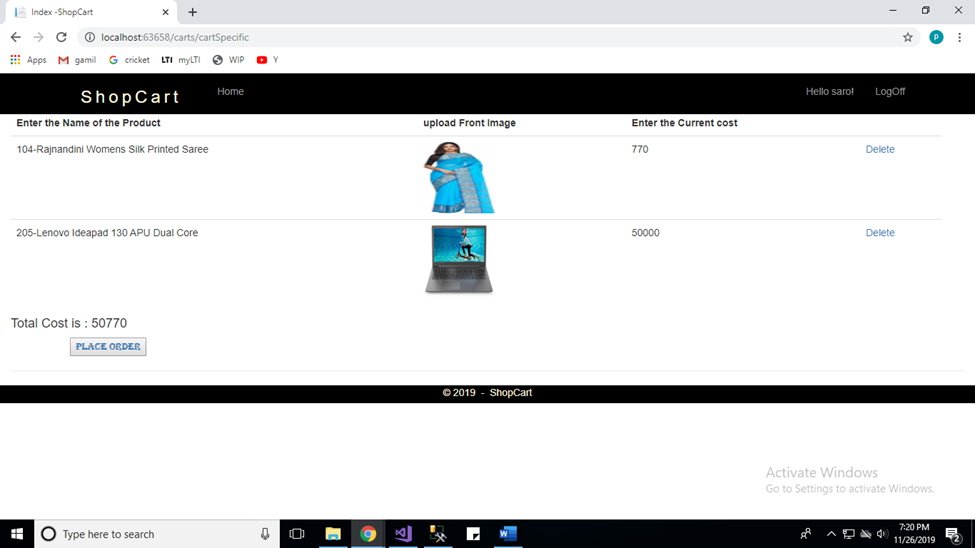 Index -ShopCart
localhost:63658/carts/cartSpecific
P
Apps gamil cricket LTI myLTI WIP Y
ShopCart Home Hello saro! LogOff
Enter the Name of the Product upload Front Image Enter the Current cost
104-Rajnandini Womens Silk Printed Saree 770 Delete
205-Lenovo Ideapad 130 APU Dual Core 50000 Delete
Total Cost is : 50770
PLACE ORDER
© 2019 - ShopCart
Activate Windows
Go to Settings to activate Windows.
Type here to search
7:20 PM
11/26/2019
2